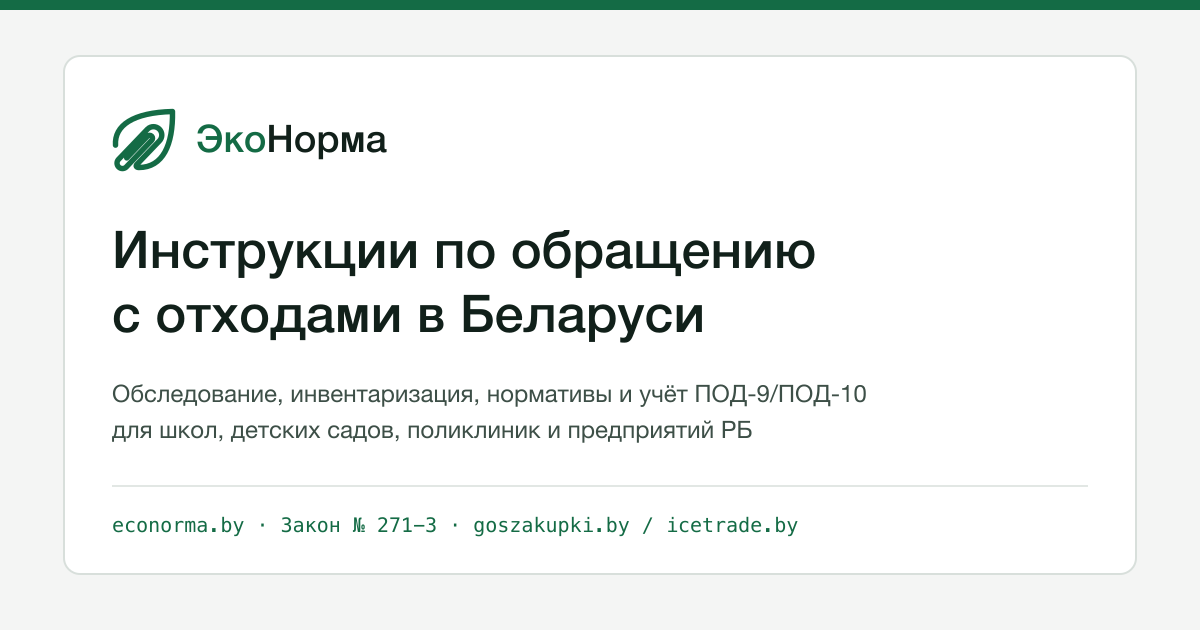 ЭкоНорма
Инструкции по обращению
с отходами в Беларуси
Обследование, инвентаризация, нормативы и учёт ПОД-9/ПОД-10
для школ, детских садов, поликлиник и предприятий РБ
econorma.by · Закон № 271–З · goszakupki.by / icetrade.by